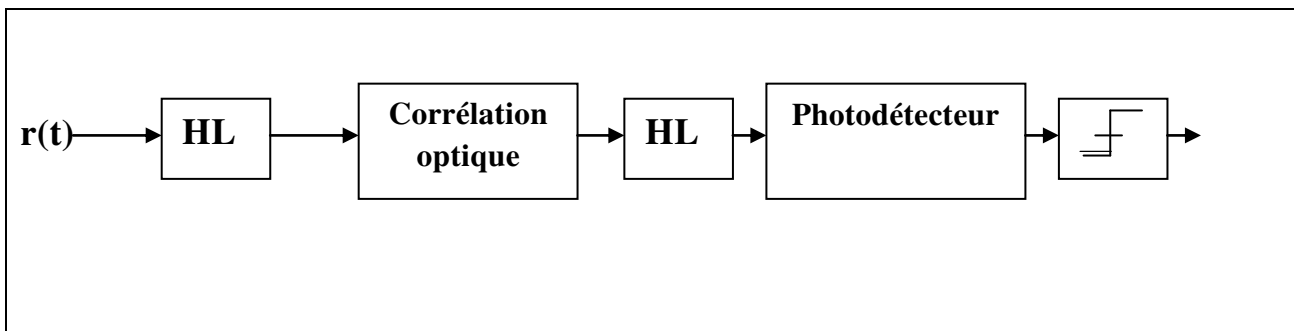 r(t)
HL
Corrélation
optique
HL
Photodétecteur